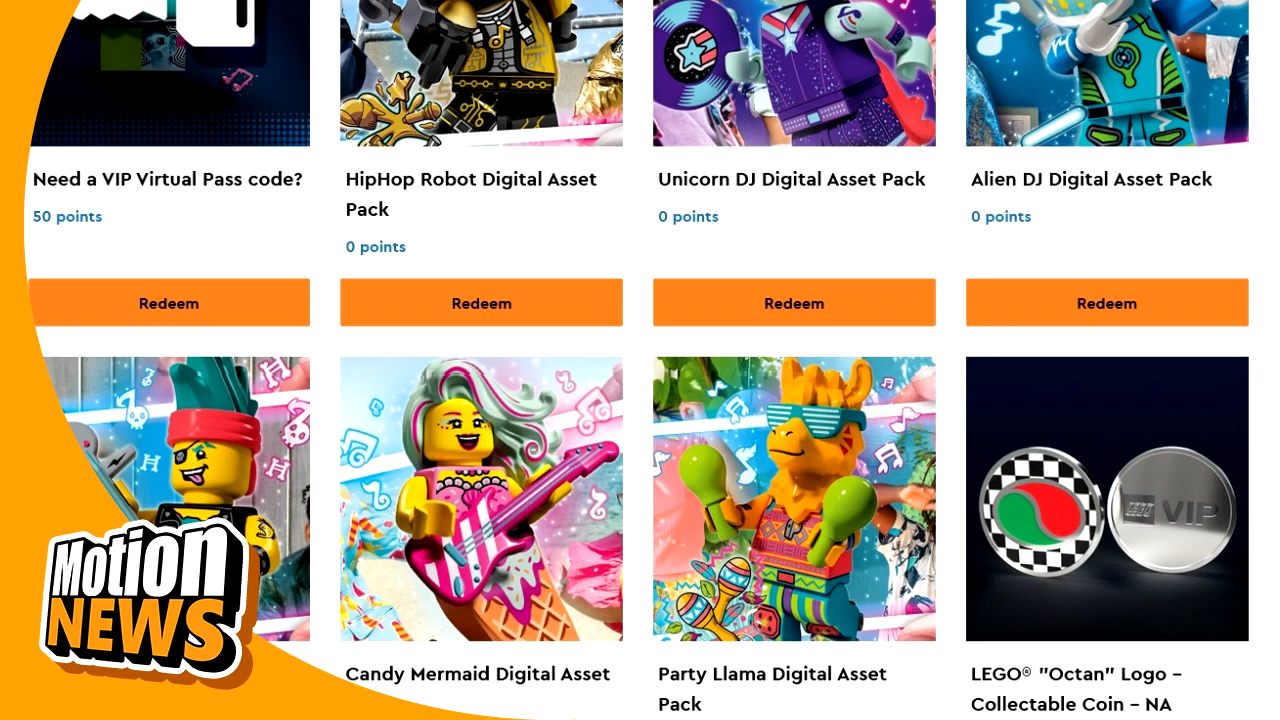 Need a VIP Virtual Pass code?
50 points
HipHop Robot Digital Asset
Pack
0 points
Unicorn DJ Digital Asset Pack
0 points
Alien DJ Digital Asset Pack
0 points
Redeem
Redeem
Redeem
Redeem
LEGO VIP
Motion
NEWS
Candy Mermaid Digital Asset
Party Llama Digital Asset
Pack
LEGO® "Octan" Logo –
Collectable Coin – NA